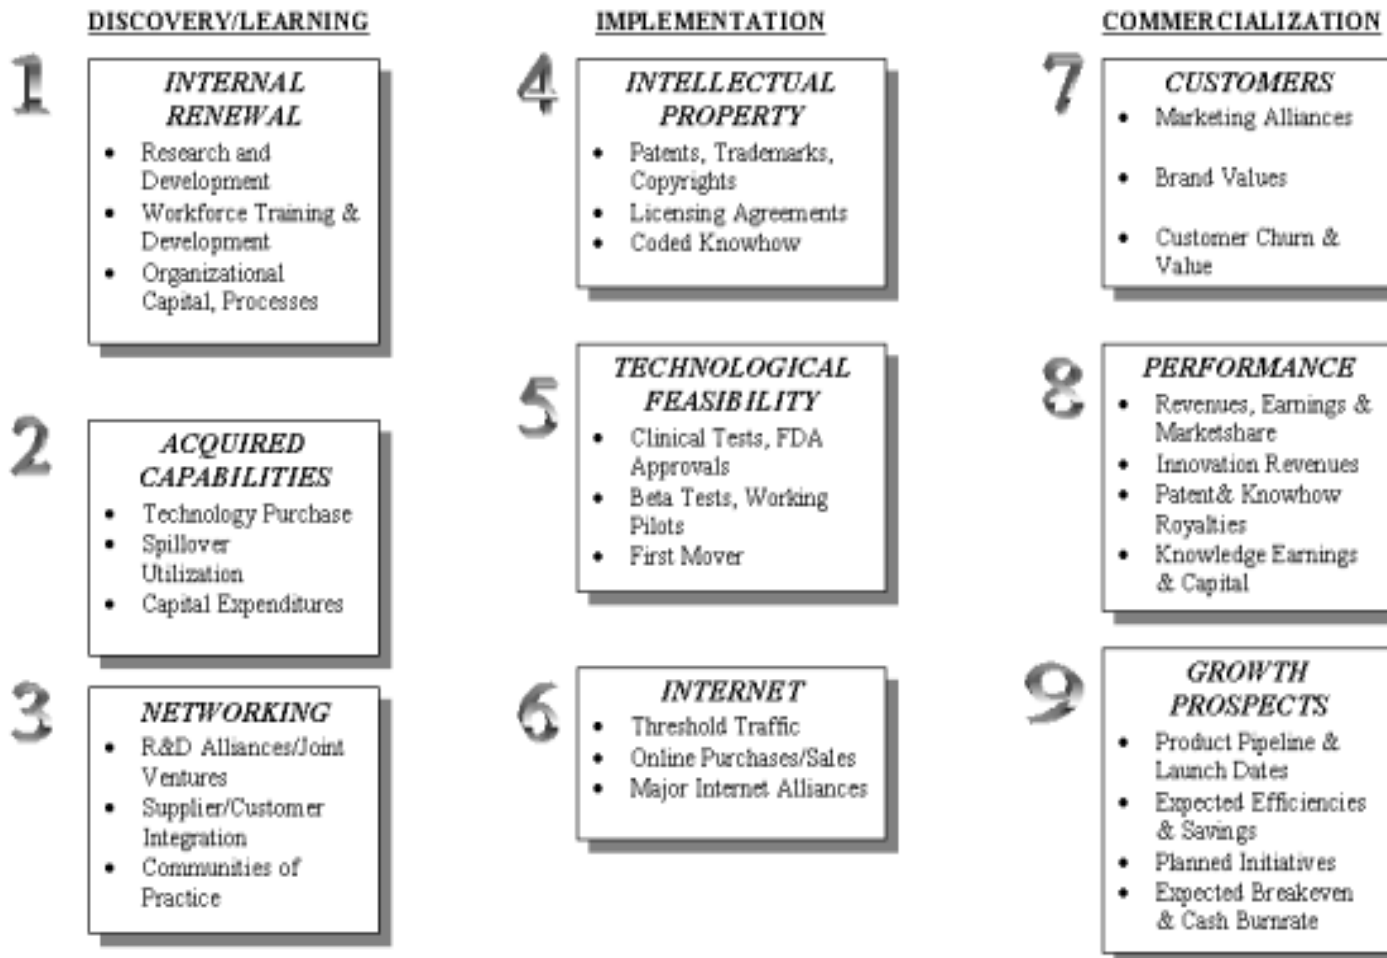 DISCOVERY/LEARNING
1
INTERNAL
RENEWAL
• Research and
Development
• Workforce Training &
Development
• Organizational
Capital, Processes
2
ACQUIRED
CAPABILITIES
• Technology Purchase
• Spillover
Utilization
• Capital Expenditures
3
NETWORKING
• R&D Alliances/Joint
Ventures
• Supplier/Customer
Integration
• Communities of
Practice
IMPLEMENTATION
4
INTELLECTUAL
PROPERTY
• Patents, Trademarks,
Copyrights
• Licensing Agreements
• Coded Knowhow
5
TECHNOLOGICAL
FEASIBILITY
• Clinical Tests, FDA
Approvals
• Beta Tests, Working
Pilots
• First Mover
6
INTERNET
• Threshold Traffic
• Online Purchases/Sales
• Major Internet Alliances
COMMERCIALIZATION
7
CUSTOMERS
• Marketing Alliances
• Brand Values
• Customer Churn &
Value
8
PERFORMANCE
• Revenues, Earnings &
Marketshare
• Innovation Revenues
• Patent& Knowhow
Royalties
• Knowledge Earnings
& Capital
9
GROWTH
PROSPECTS
• Product Pipeline &
Launch Dates
• Expected Efficiencies
& Savings
• Planned Initiatives
• Expected Breakeven
& Cash Burnrate